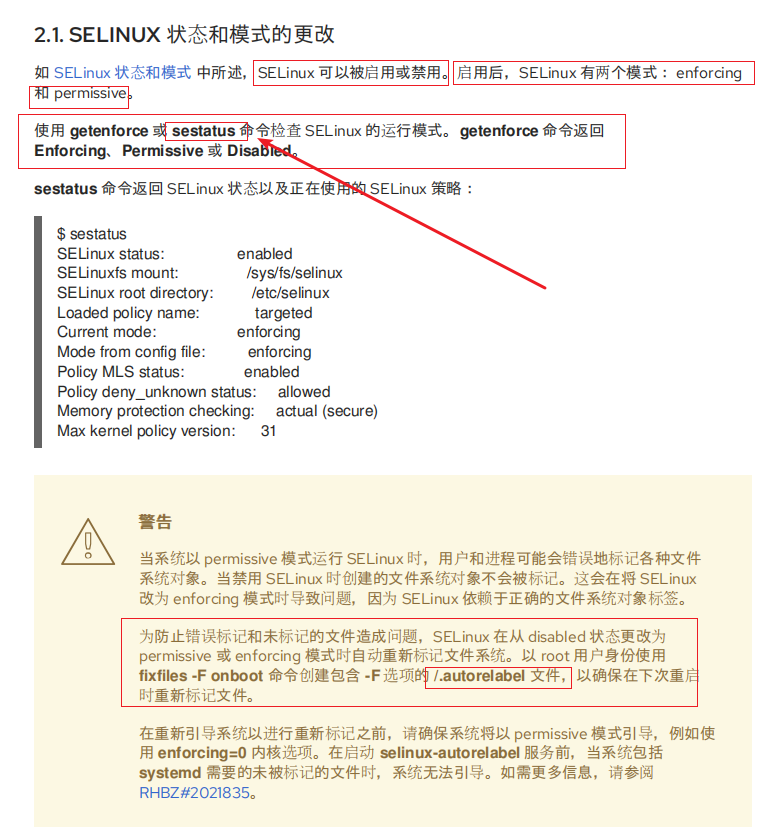 2.1. SELINUX 状态和模式的更改
如 SELinux 状态和模式 中所述，SELinux 可以被启用或禁用。启用后，SELinux 有两个模式：enforcing
和 permissive。
使用 getenforce 或 sestatus 命令检查 SELinux 的运行模式。getenforce 命令返回
Enforcing、Permissive 或 Disabled。
sestatus 命令返回 SELinux 状态以及正在使用的 SELinux 策略：
$ sestatus
SELinux status: enabled
SELinuxfs mount: /sys/fs/selinux
SELinux root directory: /etc/selinux
Loaded policy name: targeted
Current mode: enforcing
Mode from config file: enforcing
Policy MLS status: enabled
Policy deny_unknown status: allowed
Memory protection checking: actual (secure)
Max kernel policy version: 31
警告
当系统以 permissive 模式运行 SELinux 时，用户和进程可能会错误地标记各种文件
系统对象。当禁用 SELinux 时创建的文件系统对象不会被标记。这会在将 SELinux
改为 enforcing 模式时导致问题，因为 SELinux 依赖于正确的文件系统对象标签。
为防止错误标记和未标记的文件造成问题，SELinux 在从 disabled 状态更改为
permissive 或 enforcing 模式时自动重新标记文件系统。以 root 用户身份使用
fixfiles -F onboot 命令创建包含 -F 选项的 /.autorelabel 文件，以确保在下次重启
时重新标记文件。
在重新引导系统以进行重新标记之前，请确保系统将以 permissive 模式引导，例如使
用 enforcing=0 内核选项。在启动 selinux-autorelabel 服务前，当系统包括
systemd 需要的未被标记的文件时，系统无法引导。如需更多信息，请参阅
RHBZ#2021835。